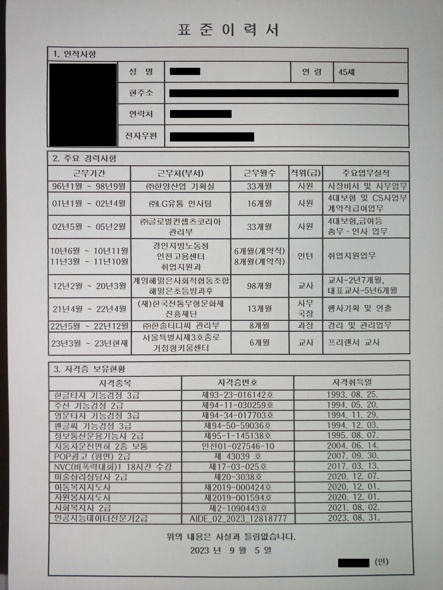 표 준 이 력 서
1. 인적사항
성 명
연 령
45세
현주소
연락처
전자우편
2. 주요 경력사항
근무기간 근무처(부서) 근무월수 직위(급) 주요업무실적
96년1월 ~ 98년9월 ㈜한양산업 기획실 33개월 사원 사장비서 및 사무업무
01년1월 ~ 02년4월 ㈜LG유통 인사팀 16개월 사원 4대보험 및 CS사업무
계약직급여업무
02년5월 ~ 05년2월 ㈜글로벌컨셉츠코리아
관리부
33개월 사원 4대보험,급여등
총무·인사 업무
10년6월 ~ 10년11월
11년3월 ~ 11년10월
경인지방노동청
인천고용센터
취업지원과
6개월(계약직)
8개월(계약직)
인턴 취업지원업무
12년2월 ~ 20년3월 계양해밀은사회적협동조합
해밀은초등방과후
98개월 교사 교사-2년7개월,
대표교사-5년6개월
21년4월 ~ 22년4월 (재)한국전통무형문화재
진흥재단
13개월 사무
국장
행사기획 및 연출
22년5월 ~ 22년12월 ㈜한솔티디씨 관리부 8개월 과장 경리 및 관리업무
23년3월 ~ 23년현재 서울특별시제3호종로
거점형키움센터
6개월 교사 프리랜서 교사
3. 자격증 보유현황
자격종목 자격증번호 자격취득일
한글타자 기능검정 3급 제93-23-016142호 1993. 08. 25.
주산 기능검정 2급 제94-11-030259호 1994. 05. 20.
영문타자 기능검정 3급 제94-34-017703호 1994. 11. 29.
펜글씨 기능검정 3급 제94-50-59036호 1994. 12. 03.
정보통신운용기능사 2급 제95-1-145138호 1995. 08. 07.
자동차운전면허 2종 보통 인천01-027546-10 2004. 06. 14.
POP광고 (평면) 2급 제 43039 호 2007. 09. 30.
NVC(비폭력대화)1 18시간 수강 제17-03-025호 2017. 03. 13.
미술심리상담사 2급 제20-3038호 2020. 12. 07.
아동복지지도사 제2019-000424호 2020. 12. 01.
자원봉사지도사 제2019-001594호 2020. 12. 01.
사회복지사 2급 제2-1090443호 2021. 08. 02.
인공지능데이터전문가2급 AIDE_02_2023_12818777 2023. 08. 31.
위의 내용은 사실과 틀림없습니다.
2023 년 9 월 5 일
(인)